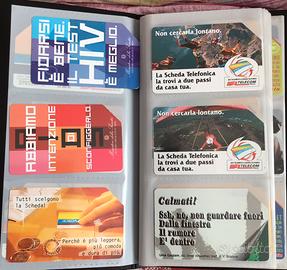 FIDARSI
È BENE.
IL TEST
HIV
È MEGLIO.
ABBIAMO
INTENZIONE
DI
SCONFIGGERLO.
Tutti scelgono
la Scheda!
Perché è più leggera,
più comoda
e dura di più
Non cercarla lontano.
La Scheda Telefonica
la trovi a due passi
da casa tua.
TELECOM
Non cercarla lontano.
La Scheda Telefonica
la trovi a due passi
da casa tua.
TELECOM
Calmati!
Ssh, no, non guardare fuori
Dalla finestra
Il rumore
E' dentro